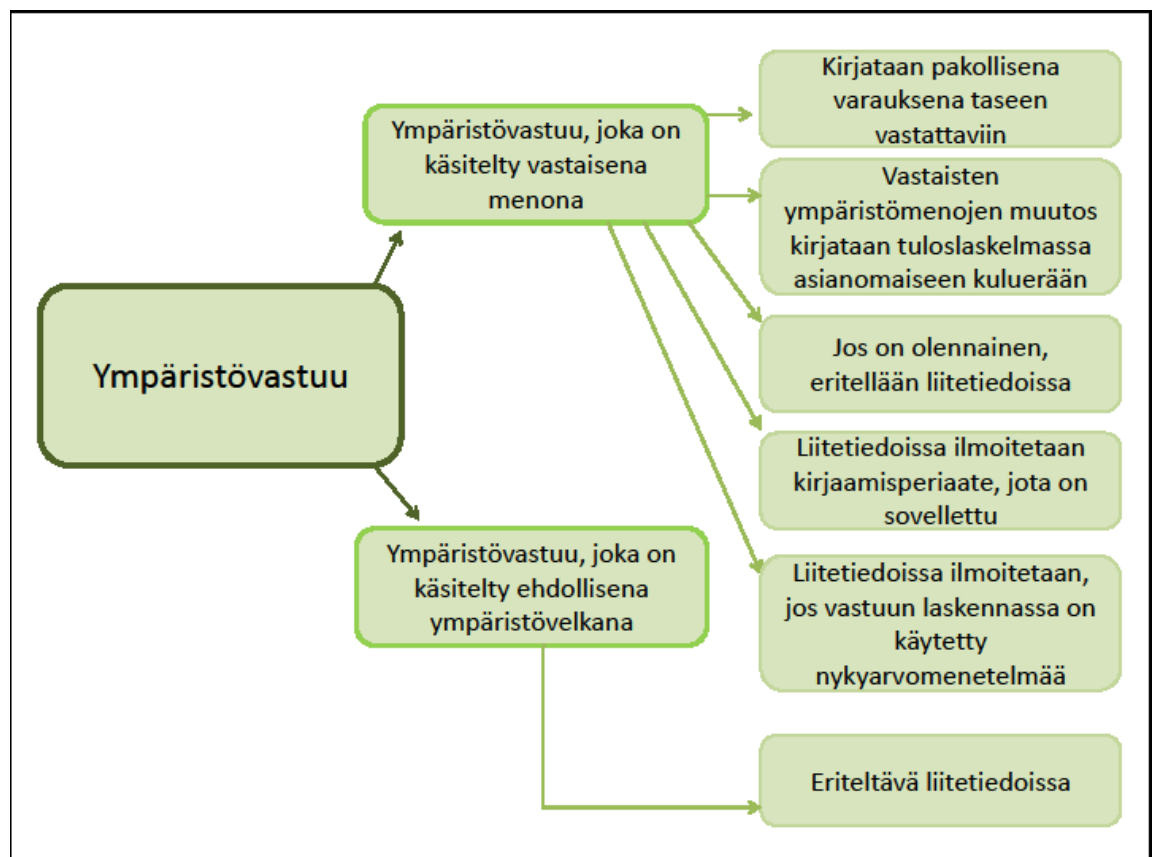 Ympäristövastuu
Ympäristövastuu, joka on
käsitelty vastaisena
menona
Kirjataan pakollisena
varauksena taseen
vastattaviin
Vastaisten
ympäristömenojen muutos
kirjataan tuloslaskelmassa
asianomaiseen kuluerään
Jos on olennainen,
eritellään liitetiedoissa
Liitetiedoissa ilmoitetaan
kirjaamisperiaate, jota on
sovellettu
Liitetiedoissa ilmoitetaan,
jos vastuun laskennassa on
käytetty
nykyarvomenetelmää
Ympäristövastuu, joka on
käsitelty ehdollisena
ympäristövelkana
Eriteltävä liitetiedoissa